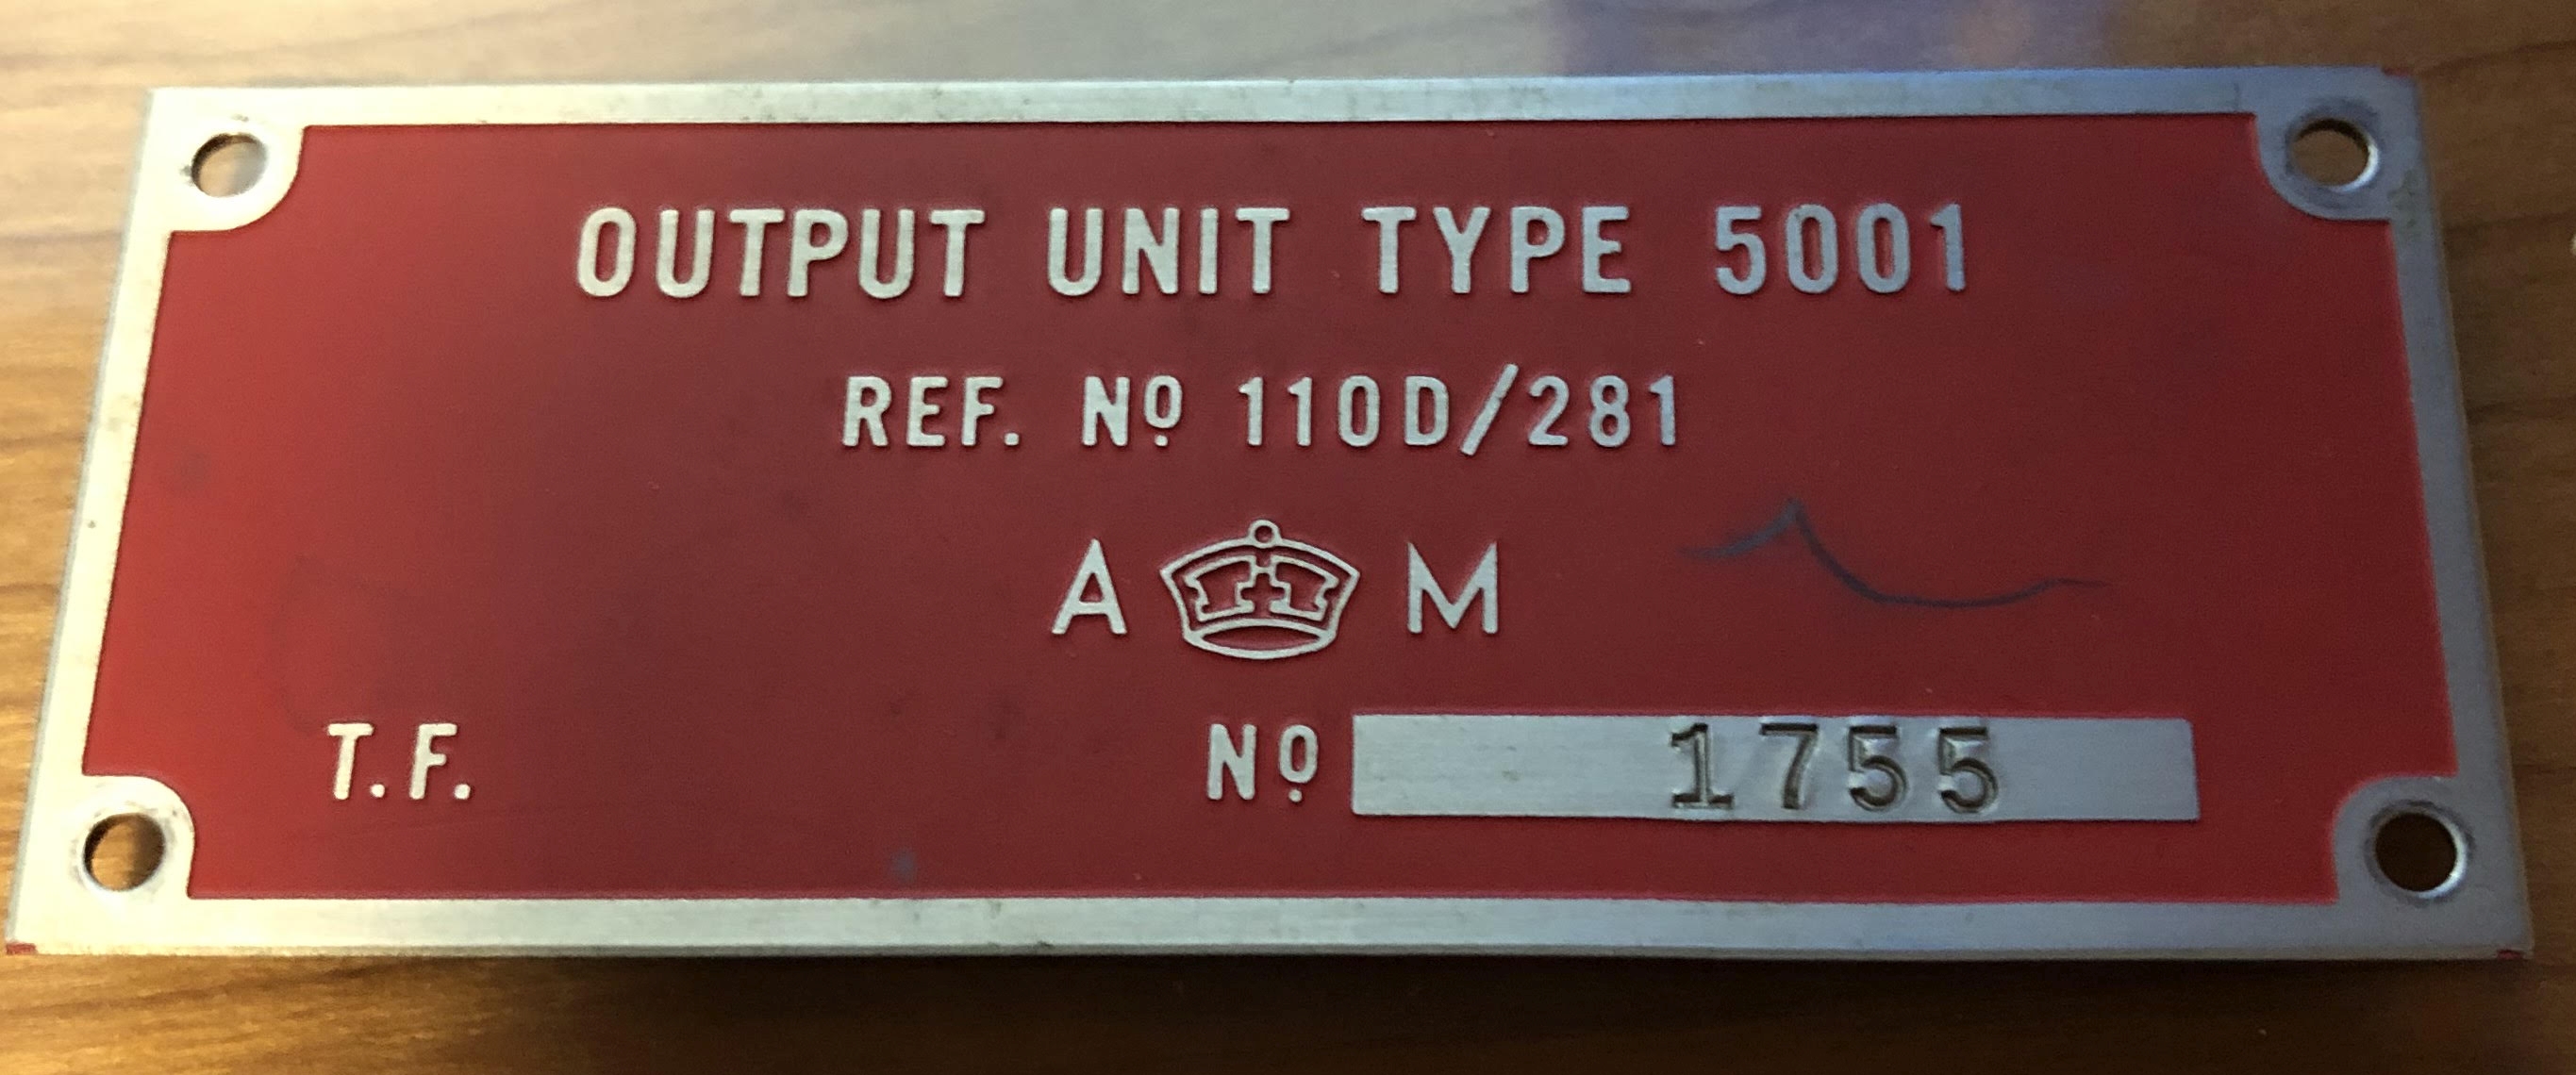 OUTPUT UNIT TYPE 5001
REF. Nº 110D/281
A M
T.F. Nº 1755